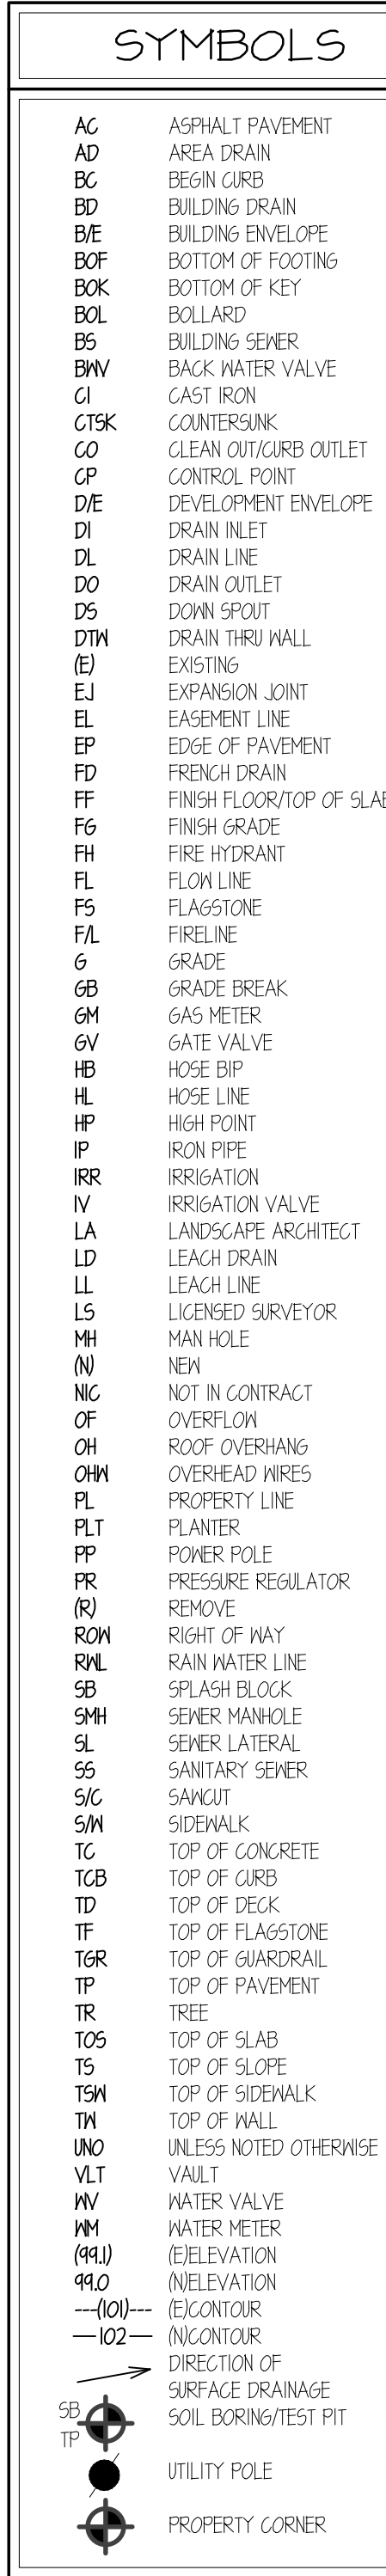 SYMBOLS
AC ASPHALT PAVEMENT
AD AREA DRAIN
BC BEGIN CURB
BD BUILDING DRAIN
B/E BUILDING ENVELOPE
BOF BOTTOM OF FOOTING
BOK BOTTOM OF KEY
BOL BOLLARD
BS BUILDING SEWER
BWV BACK WATER VALVE
CI CAST IRON
CTSK COUNTERSUNK
CO CLEAN OUT/CURB OUTLET
CP CONTROL POINT
D/E DEVELOPMENT ENVELOPE
DI DRAIN INLET
DL DRAIN LINE
DO DRAIN OUTLET
DS DOWN SPOUT
DTW DRAIN THRU WALL
(E) EXISTING
EJ EXPANSION JOINT
EL EASEMENT LINE
EP EDGE OF PAVEMENT
FD FRENCH DRAIN
FF FINISH FLOOR/TOP OF SLAB
FG FINISH GRADE
FH FIRE HYDRANT
FL FLOW LINE
FS FLAGSTONE
F/L FIRELINE
G GRADE
GB GRADE BREAK
GM GAS METER
GV GATE VALVE
HB HOSE BIP
HL HOSE LINE
HP HIGH POINT
IP IRON PIPE
IRR IRRIGATION
IV IRRIGATION VALVE
LA LANDSCAPE ARCHITECT
LD LEACH DRAIN
LL LEACH LINE
LS LICENSED SURVEYOR
MH MAN HOLE
(N) NEW
NIC NOT IN CONTRACT
OF OVERFLOW
OH ROOF OVERHANG
OHW OVERHEAD WIRES
PL PROPERTY LINE
PLT PLANTER
PP POWER POLE
PR PRESSURE REGULATOR
(R) REMOVE
ROW RIGHT OF WAY
RWL RAIN WATER LINE
SB SPLASH BLOCK
SMH SEWER MANHOLE
SL SEWER LATERAL
SS SANITARY SEWER
S/C SAWCUT
S/W SIDEWALK
TC TOP OF CONCRETE
TCB TOP OF CURB
TD TOP OF DECK
TF TOP OF FLAGSTONE
TGR TOP OF GUARDRAIL
TP TOP OF PAVEMENT
TR TREE
TOS TOP OF SLAB
TS TOP OF SLOPE
TSW TOP OF SIDEWALK
TW TOP OF WALL
UNO UNLESS NOTED OTHERWISE
VLT VAULT
WV WATER VALVE
WM WATER METER
(99.1) (E)ELEVATION
99.0 (N)ELEVATION
---(101)--- (E)CONTOUR
—102— (N)CONTOUR
DIRECTION OF
SURFACE DRAINAGE
SB SOIL BORING/TEST PIT
TP
UTILITY POLE
PROPERTY CORNER